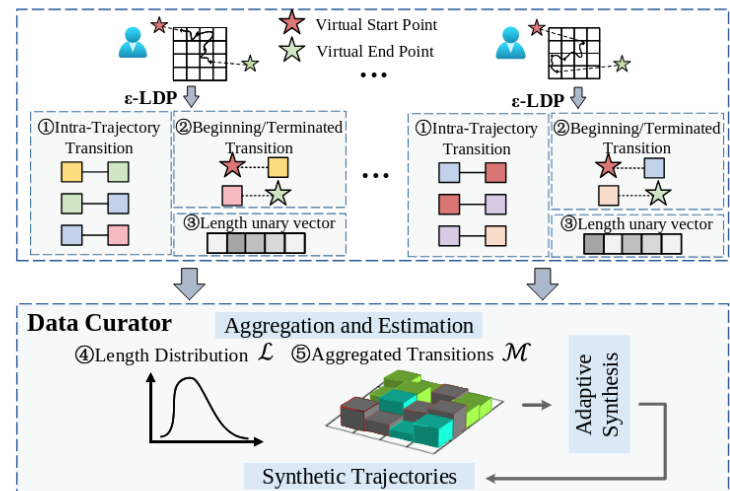 Virtual Start Point
Virtual End Point
...
ε-LDP
ε-LDP
①Intra-Trajectory
Transition
②Beginning/Terminated
Transition
③Length unary vector
...
①Intra-Trajectory
Transition
②Beginning/Terminated
Transition
③Length unary vector
Data Curator
Aggregation and Estimation
④Length Distribution ℒ
⑤Aggregated Transitions ℳ
Adaptive
Synthesis
Synthetic Trajectories